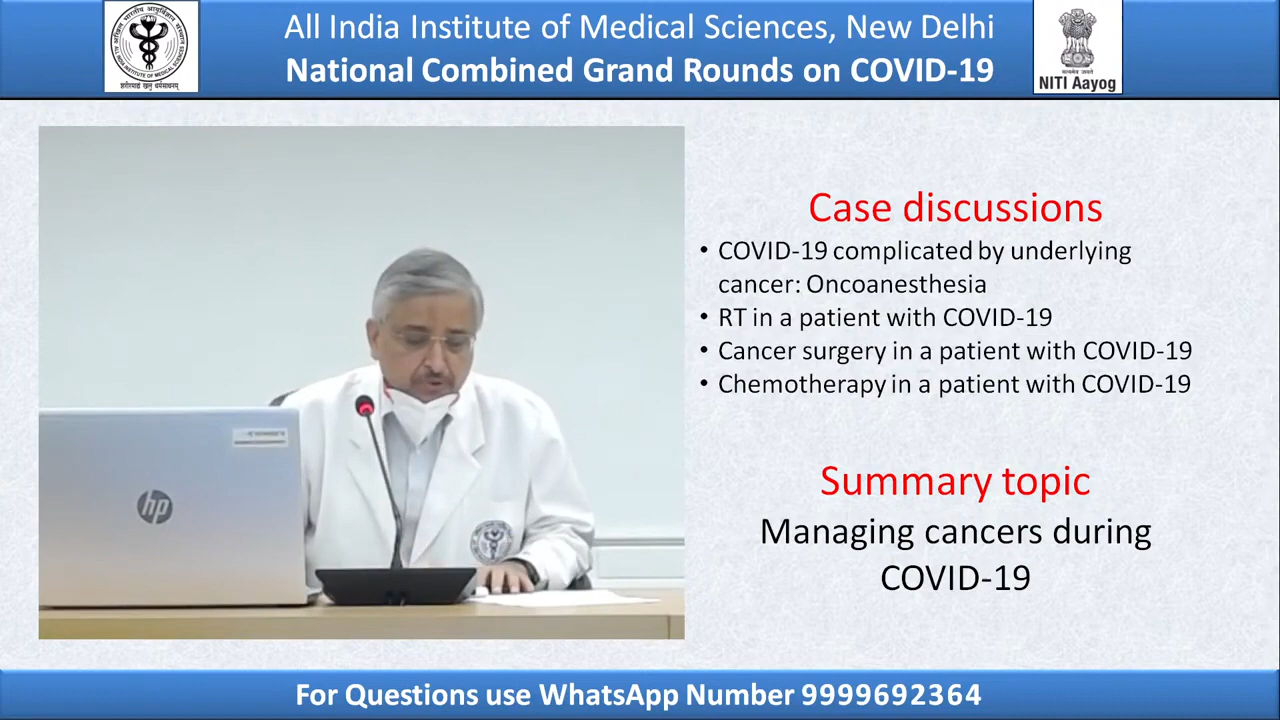 All India Institute of Medical Sciences, New Delhi
National Combined Grand Rounds on COVID-19
NITI Aayog
Case discussions
• COVID-19 complicated by underlying
cancer: Oncoanesthesia
• RT in a patient with COVID-19
• Cancer surgery in a patient with COVID-19
• Chemotherapy in a patient with COVID-19
hp
Summary topic
Managing cancers during
COVID-19
For Questions use WhatsApp Number 9999692364